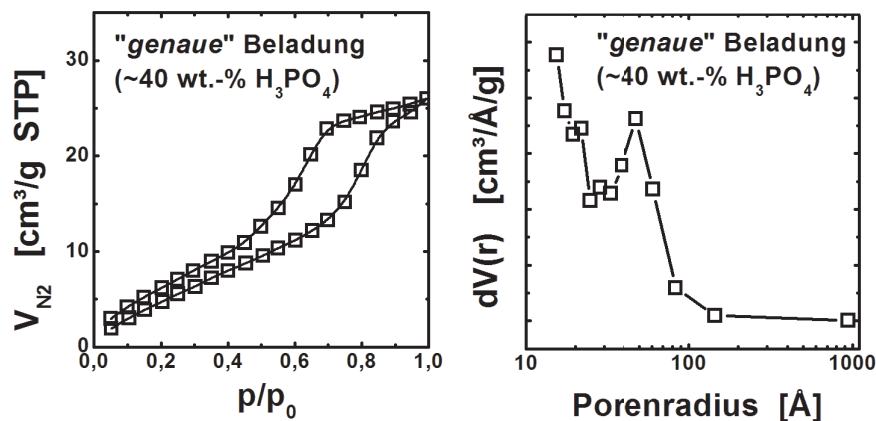 "genaue" Beladung
(~40 wt.-% H₃PO₄)
V_N2 [cm³/g STP]
30
20
10
0
0,0 0,2 0,4 0,6 0,8 1,0
p/p₀
"genaue" Beladung
(~40 wt.-% H₃PO₄)
dV(r) [cm³/Å/g]
10 100 1000
Porenradius [Å]